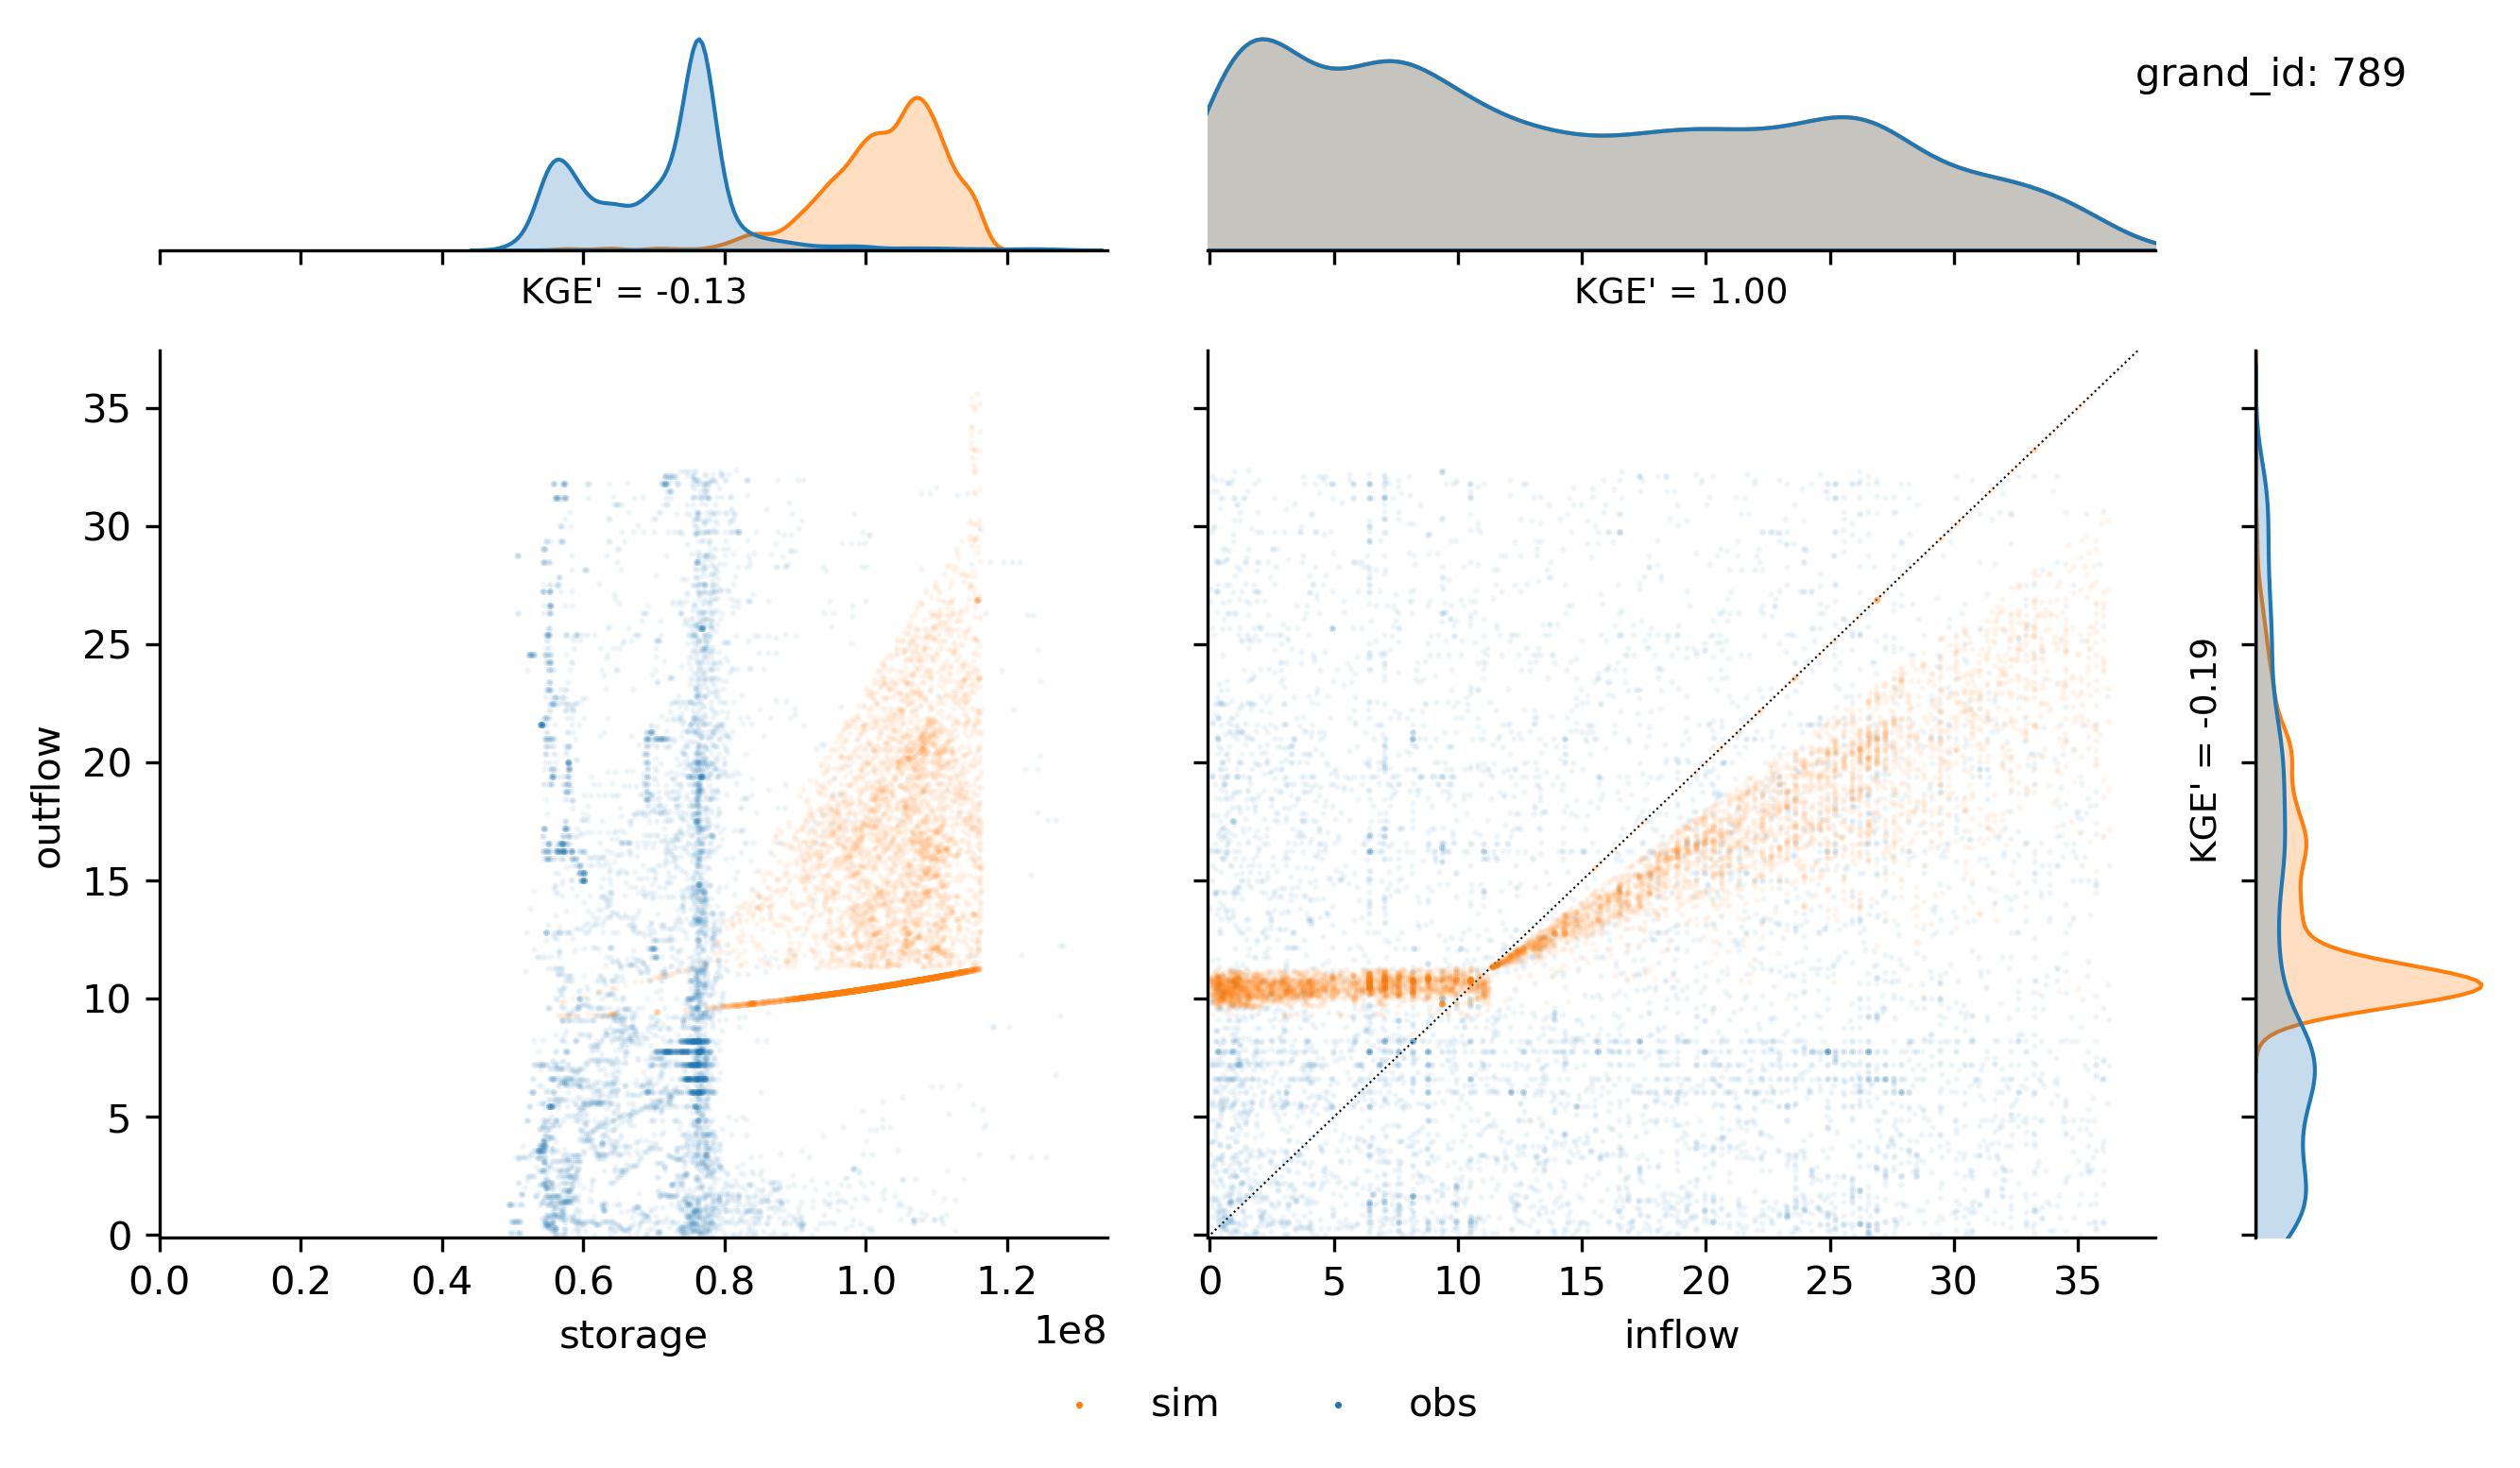 grand_id: 789
KGE' = -0.13
KGE' = 1.00
35
30
25
20
15
10
5
0
outflow
KGE' = -0.19
0.0 0.2 0.4 0.6 0.8 1.0 1.2
0 5 10 15 20 25 30 35
storage
1e8
inflow
sim obs